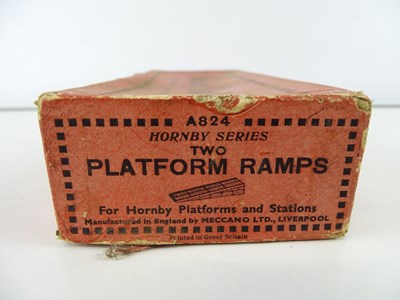 A824
HORNBY SERIES
TWO
PLATFORM RAMPS
For Hornby Platforms and Stations
Manufactured in England by MECCANO LTD., LIVERPOOL
Printed in Great Britain